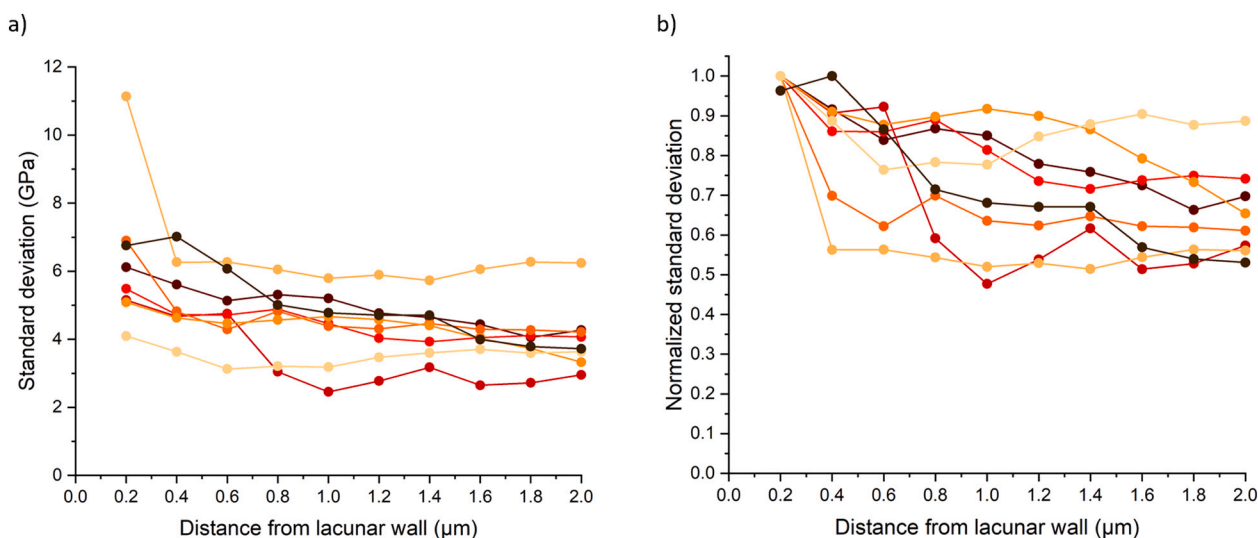 a)
b)
12
10
8
6
4
2
0
Standard deviation (GPa)
0.0 0.2 0.4 0.6 0.8 1.0 1.2 1.4 1.6 1.8 2.0
Distance from lacunar wall (μm)
1.0
0.9
0.8
0.7
0.6
0.5
0.4
0.3
0.2
0.1
0.0
Normalized standard deviation
0.0 0.2 0.4 0.6 0.8 1.0 1.2 1.4 1.6 1.8 2.0
Distance from lacunar wall (μm)